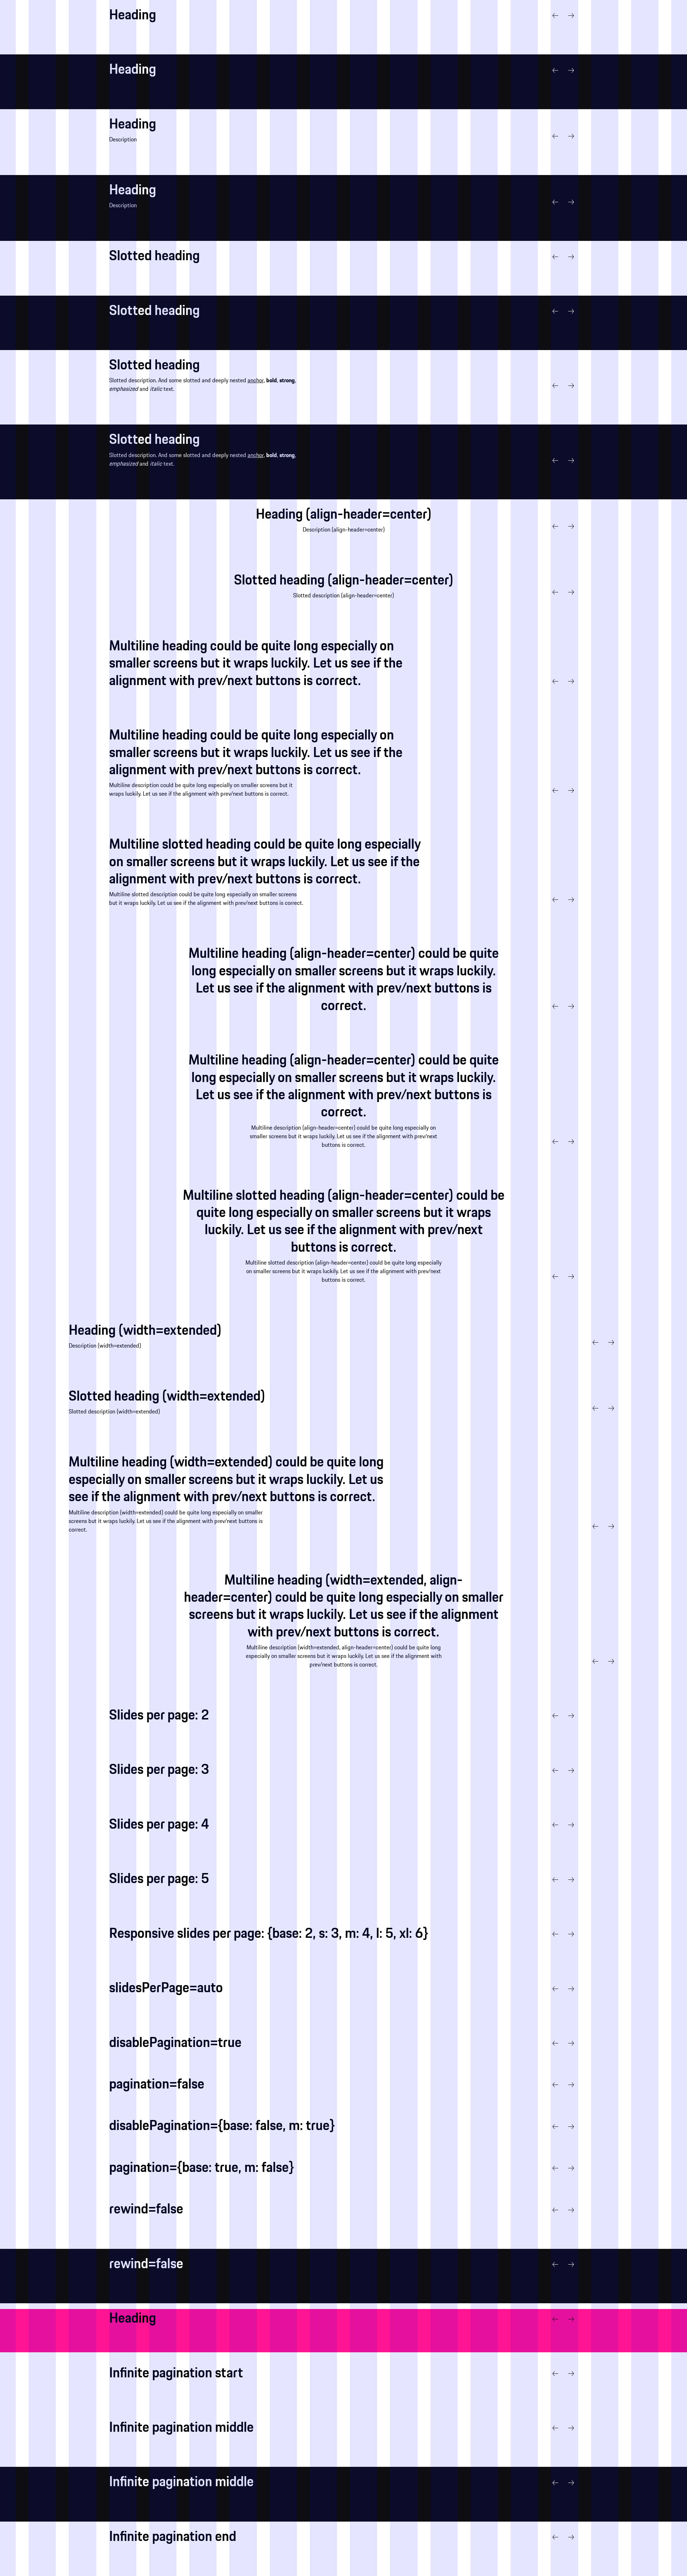 Heading
Heading
Heading
Description
Heading
Description
Slotted heading
Slotted heading
Slotted heading
Slotted description. And some slotted and deeply nested anchor, bold, strong,
emphasized and italic text.
Slotted heading
Slotted description. And some slotted and deeply nested anchor, bold, strong,
emphasized and italic text.
Heading (align-header=center)
Description (align-header=center)
Slotted heading (align-header=center)
Slotted description (align-header=center)
Multiline heading could be quite long especially on
smaller screens but it wraps luckily. Let us see if the
alignment with prev/next buttons is correct.
Multiline heading could be quite long especially on
smaller screens but it wraps luckily. Let us see if the
alignment with prev/next buttons is correct.
Multiline description could be quite long especially on smaller screens but it
wraps luckily. Let us see if the alignment with prev/next buttons is correct.
Multiline slotted heading could be quite long especially
on smaller screens but it wraps luckily. Let us see if the
alignment with prev/next buttons is correct.
Multiline slotted description could be quite long especially on smaller screens
but it wraps luckily. Let us see if the alignment with prev/next buttons is correct.
Multiline heading (align-header=center) could be quite
long especially on smaller screens but it wraps luckily.
Let us see if the alignment with prev/next buttons is
correct.
Multiline heading (align-header=center) could be quite
long especially on smaller screens but it wraps luckily.
Let us see if the alignment with prev/next buttons is
correct.
Multiline description (align-header=center) could be quite long especially on
smaller screens but it wraps luckily. Let us see if the alignment with prev/next
buttons is correct.
Multiline slotted heading (align-header=center) could be
quite long especially on smaller screens but it wraps
luckily. Let us see if the alignment with prev/next
buttons is correct.
Multiline slotted description (align-header=center) could be quite long especially
on smaller screens but it wraps luckily. Let us see if the alignment with prev/next
buttons is correct.
Heading (width=extended)
Description (width=extended)
Slotted heading (width=extended)
Slotted description (width=extended)
Multiline heading (width=extended) could be quite long
especially on smaller screens but it wraps luckily. Let us
see if the alignment with prev/next buttons is correct.
Multiline description (width=extended) could be quite long especially on smaller
screens but it wraps luckily. Let us see if the alignment with prev/next buttons is
correct.
Multiline heading (width=extended, align-
header=center) could be quite long especially on smaller
screens but it wraps luckily. Let us see if the alignment
with prev/next buttons is correct.
Multiline description (width=extended, align-header=center) could be quite long
especially on smaller screens but it wraps luckily. Let us see if the alignment with
prev/next buttons is correct.
Slides per page: 2
Slides per page: 3
Slides per page: 4
Slides per page: 5
Responsive slides per page: {base: 2, s: 3, m: 4, l: 5, xl: 6}
slidesPerPage=auto
disablePagination=true
pagination=false
disablePagination={base: false, m: true}
pagination={base: true, m: false}
rewind=false
rewind=false
Heading
Infinite pagination start
Infinite pagination middle
Infinite pagination middle
Infinite pagination end